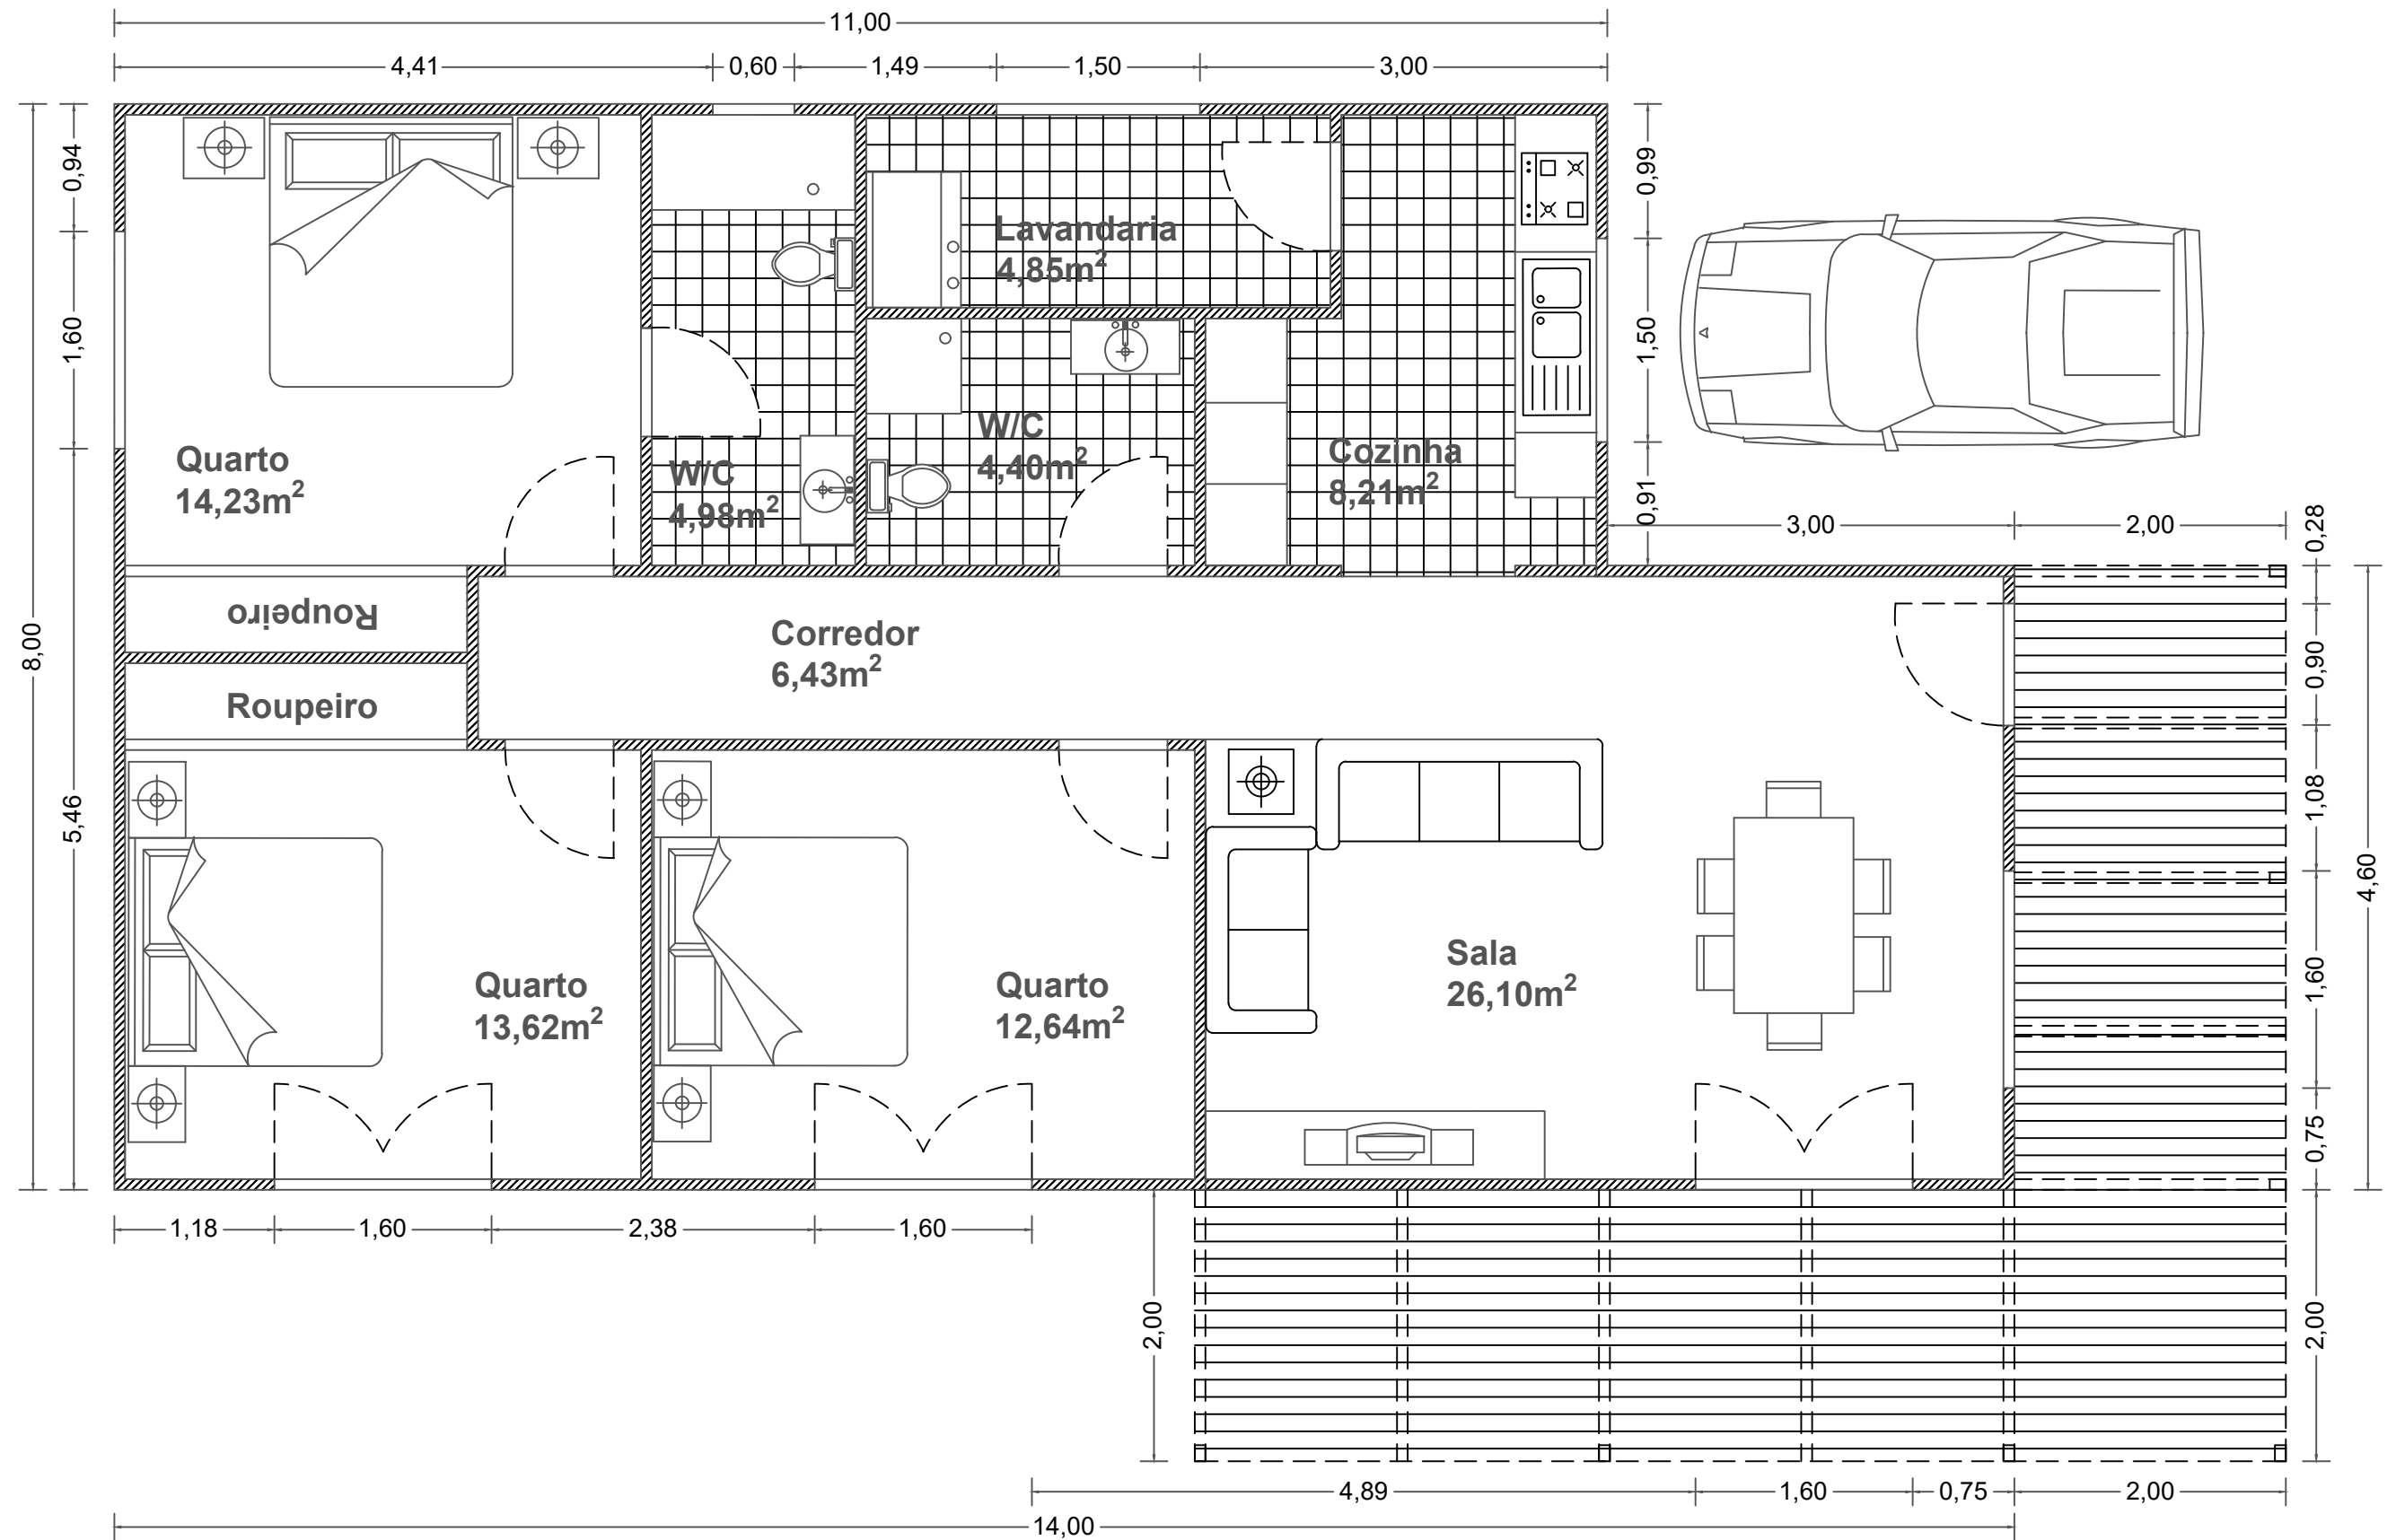 11,00
4,41
0,60
1,49
1,50
3,00
0,94
1,60
5,46
8,00
0,99
1,50
0,91
Lavandaria
4,85m²
W/C
4,40m²
Cozinha
8,21m²
Quarto
14,23m²
W/C
4,98m²
3,00
2,00
0,28
Roupeiro
Corredor
6,43m²
Roupeiro
0,90
1,08
4,60
1,60
0,75
2,00
Quarto
13,62m²
Quarto
12,64m²
Sala
26,10m²
1,18
1,60
2,38
1,60
2,00
4,89
1,60
0,75
2,00
14,00